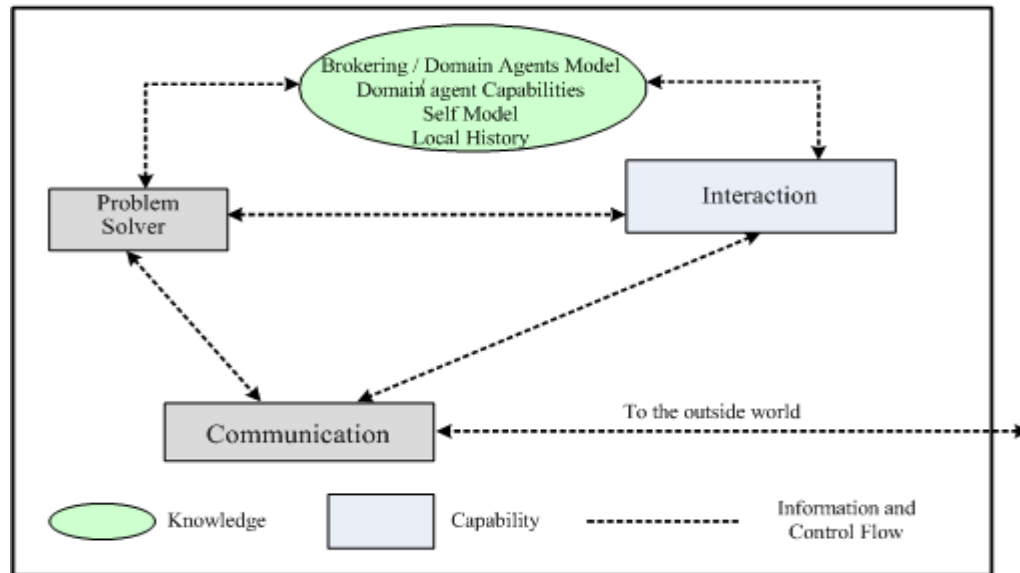 Brokering / Domain Agents Model
Domain/agent Capabilities
Self Model
Local History
Problem
Solver
Interaction
Communication
To the outside world
Knowledge
Capability
Information and
Control Flow